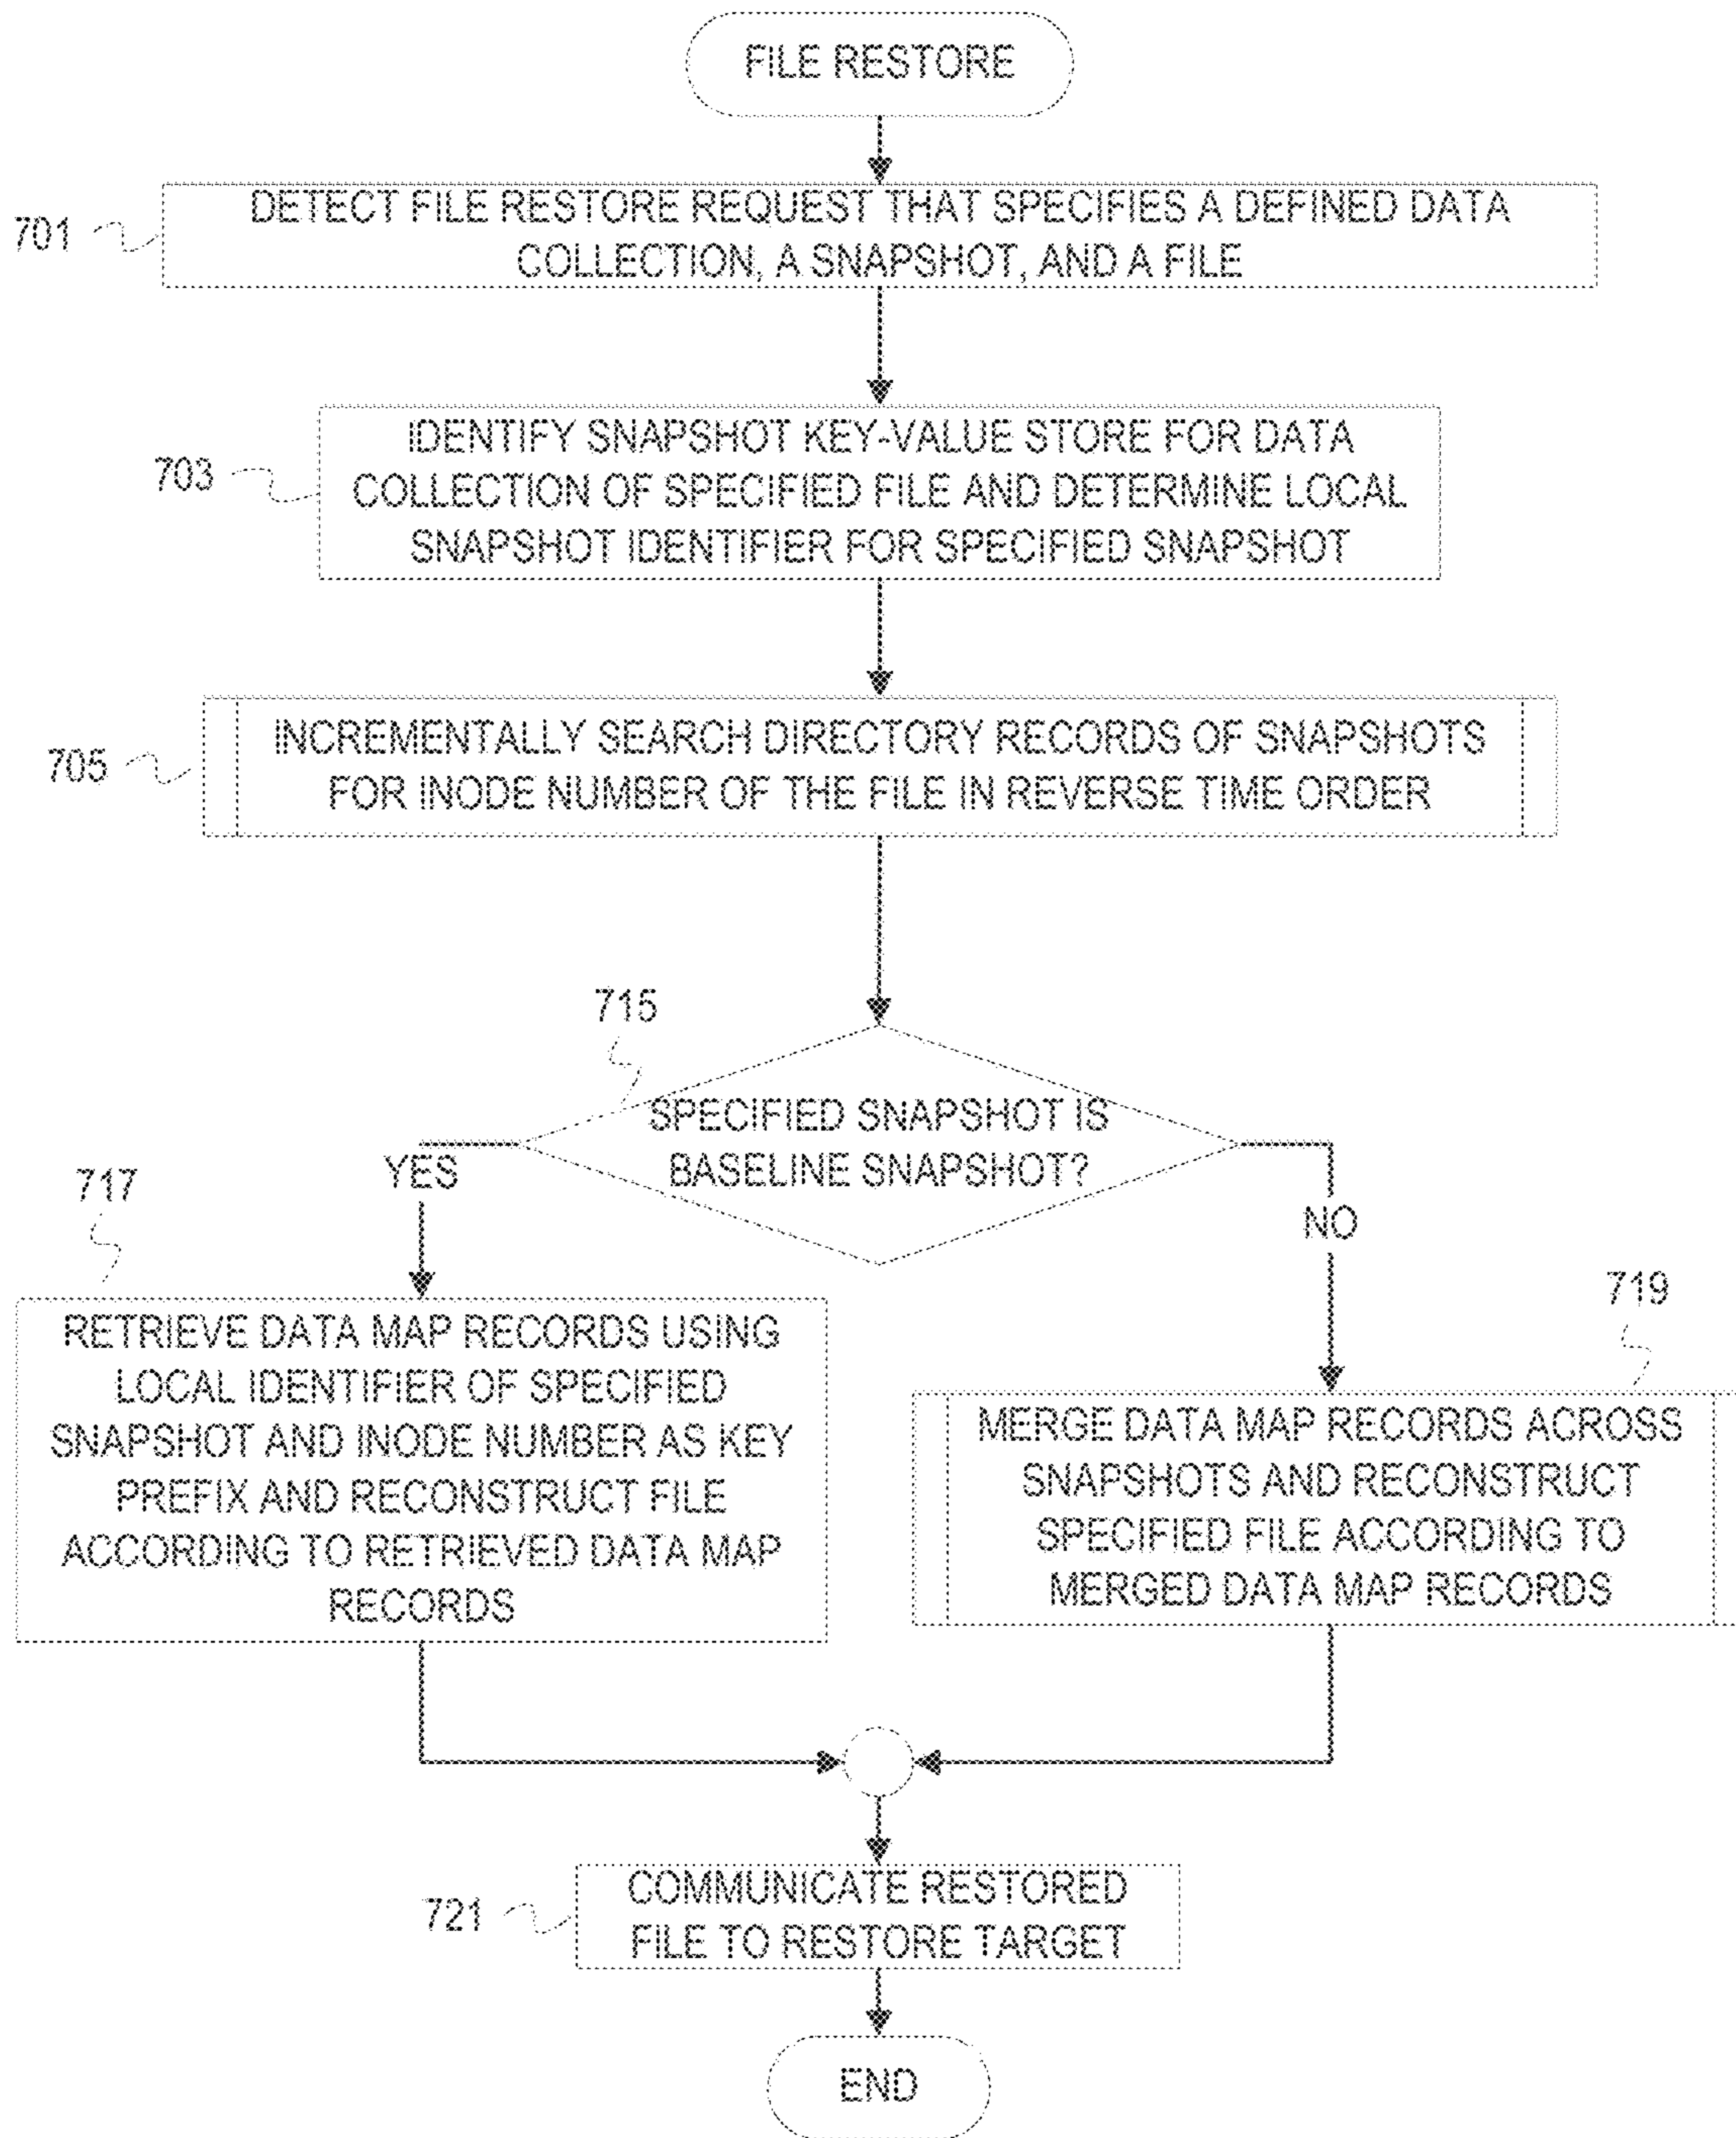 FILE RESTORE
701
DETECT FILE RESTORE REQUEST THAT SPECIFIES A DEFINED DATA
COLLECTION, A SNAPSHOT, AND A FILE
703
IDENTIFY SNAPSHOT KEY-VALUE STORE FOR DATA
COLLECTION OF SPECIFIED FILE AND DETERMINE LOCAL
SNAPSHOT IDENTIFIER FOR SPECIFIED SNAPSHOT
705
INCREMENTALLY SEARCH DIRECTORY RECORDS OF SNAPSHOTS
FOR INODE NUMBER OF THE FILE IN REVERSE TIME ORDER
715
SPECIFIED SNAPSHOT IS
BASELINE SNAPSHOT?
YES
NO
717
RETRIEVE DATA MAP RECORDS USING
LOCAL IDENTIFIER OF SPECIFIED
SNAPSHOT AND INODE NUMBER AS KEY
PREFIX AND RECONSTRUCT FILE
ACCORDING TO RETRIEVED DATA MAP
RECORDS
719
MERGE DATA MAP RECORDS ACROSS
SNAPSHOTS AND RECONSTRUCT
SPECIFIED FILE ACCORDING TO
MERGED DATA MAP RECORDS
721
COMMUNICATE RESTORED
FILE TO RESTORE TARGET
END